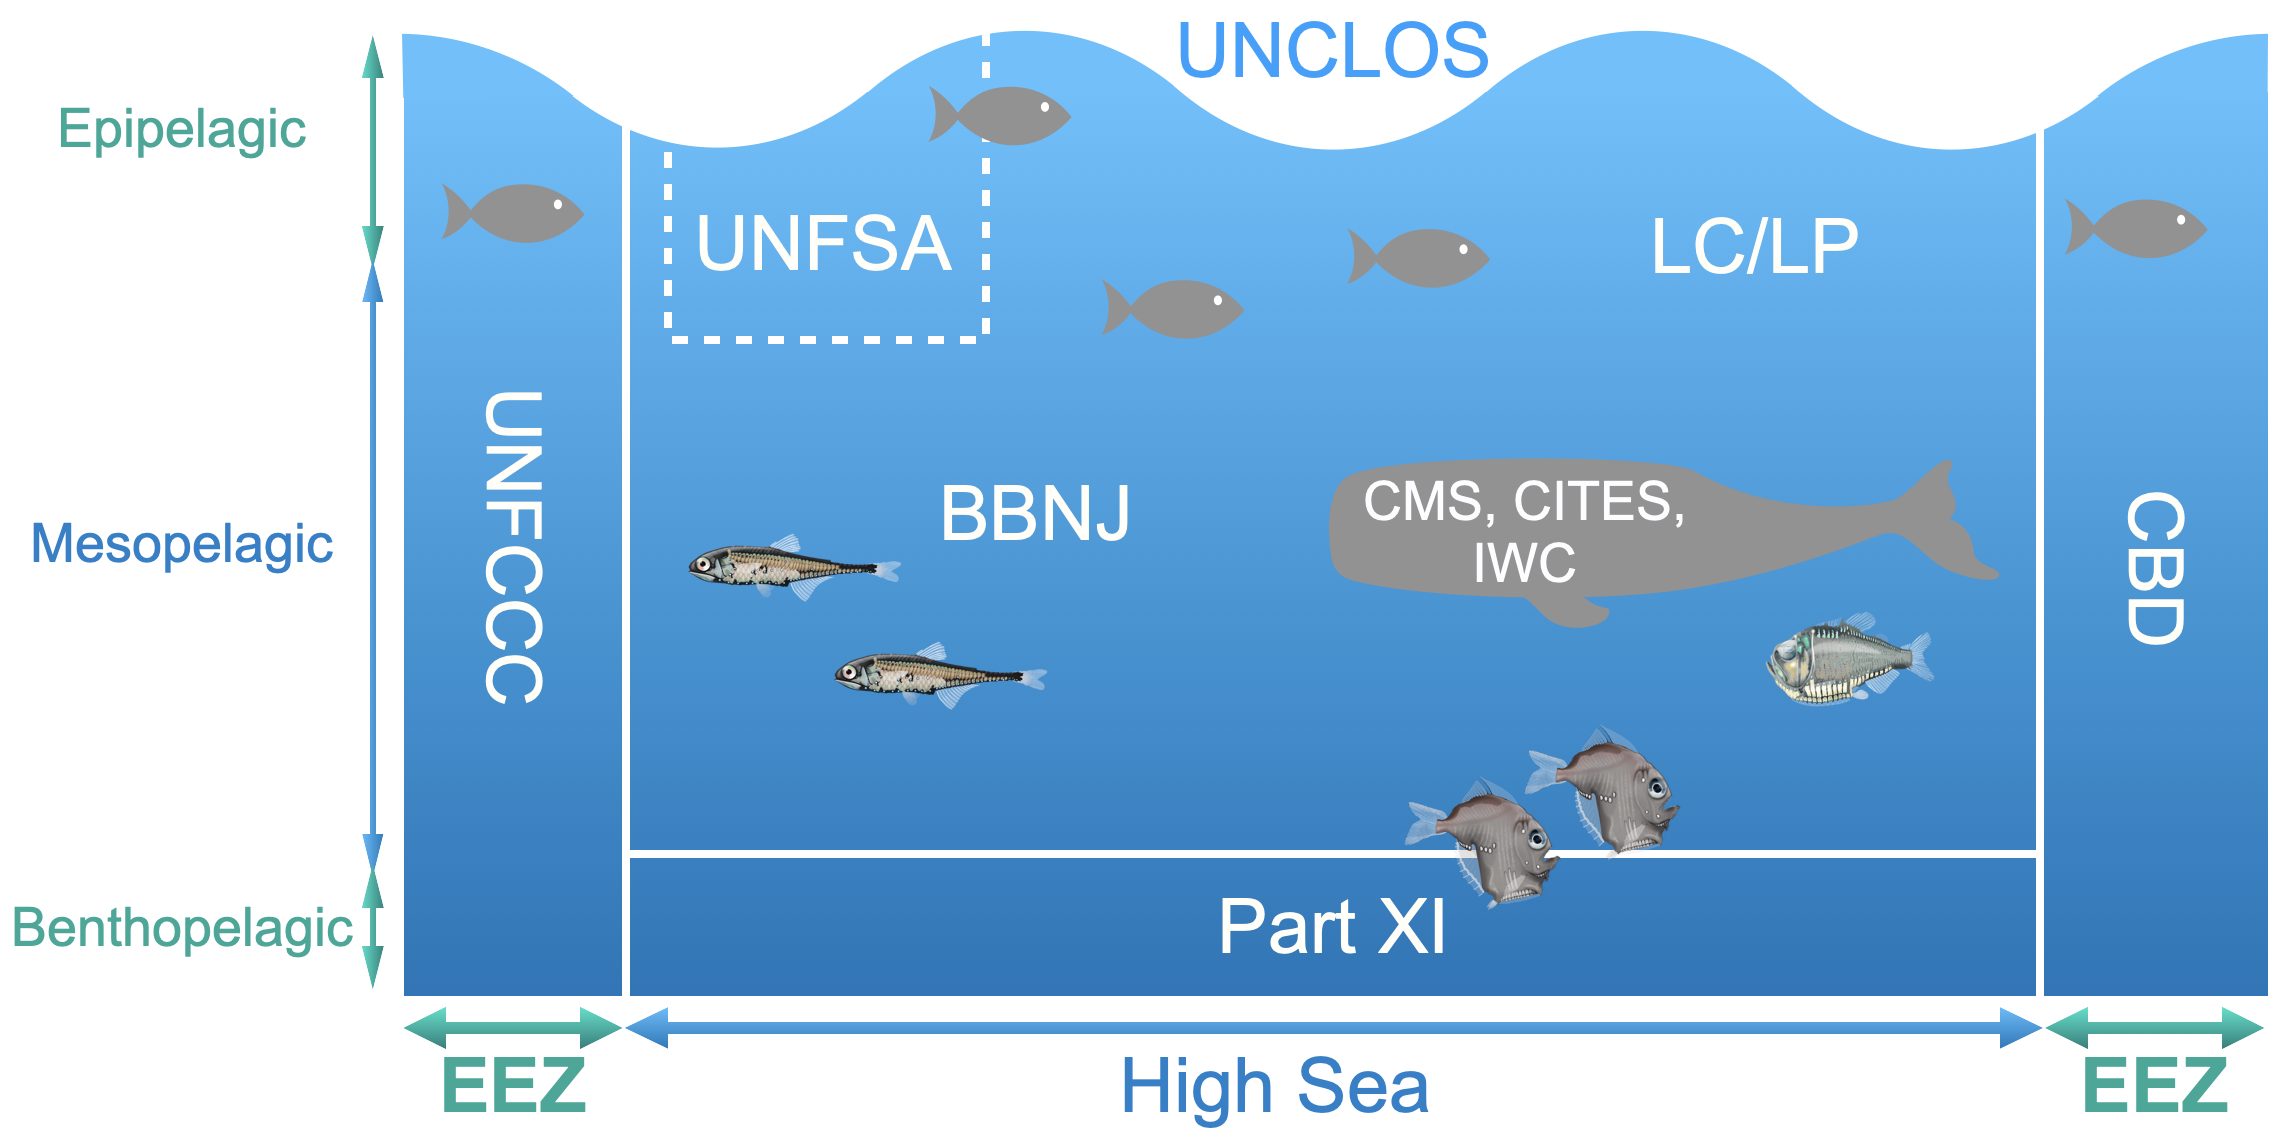 UNCLOS
Epipelagic
UNFSA
LC/LP
Mesopelagic
UNFCCC
BBNJ
CMS, CITES,
IWC
CBD
Benthopelagic
Part XI
EEZ
High Sea
EEZ